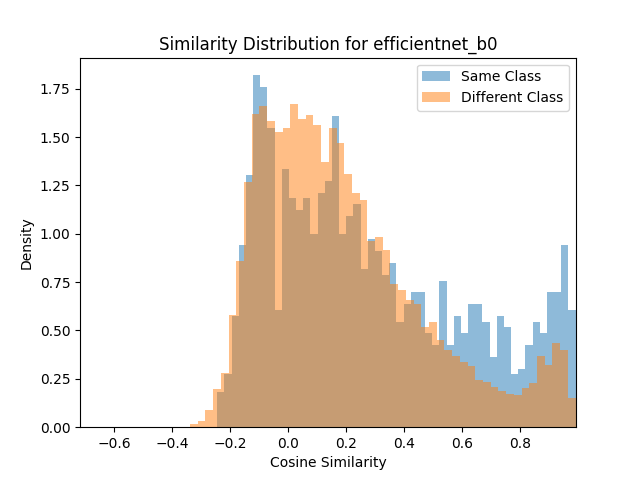 Similarity Distribution for efficientnet_b0
Same Class
Different Class
1.75
1.50
1.25
1.00
0.75
0.50
0.25
0.00
Density
−0.6 −0.4 −0.2 0.0 0.2 0.4 0.6 0.8
Cosine Similarity